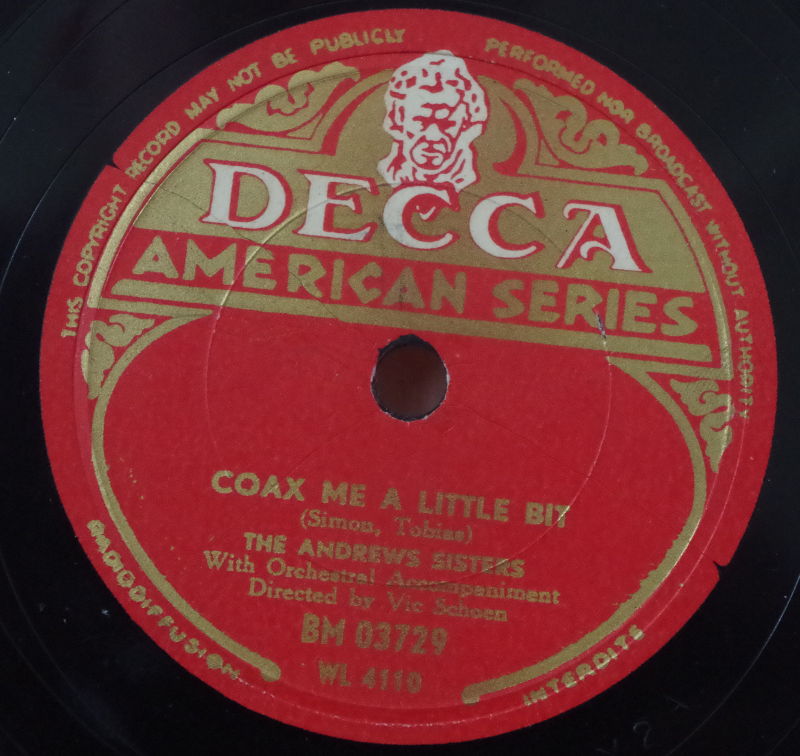 THIS COPYRIGHT RECORD MAY NOT BE PUBLICLY PERFORMED NOR BROADCAST WITHOUT AUTHORITY
DECCA
AMERICAN SERIES
COAX ME A LITTLE BIT
(Simon, Tobias)
THE ANDREWS SISTERS
With Orchestral Accompaniment
Directed by Vic Schoen
BM 03729
WL 4110
RADIODIFFUSION INTERDITE